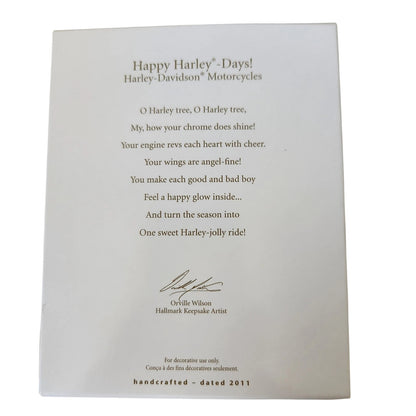 Happy Harley®-Days!
Harley-Davidson® Motorcycles
O Harley tree, O Harley tree,
My, how your chrome does shine!
Your engine revs each heart with cheer.
Your wings are angel-fine!
You make each good and bad boy
Feel a happy glow inside...
And turn the season into
One sweet Harley-jolly ride!
Orville Wilson
Hallmark Keepsake Artist
For decorative use only.
Conçu à des fins décoratives seulement.
handcrafted – dated 2011